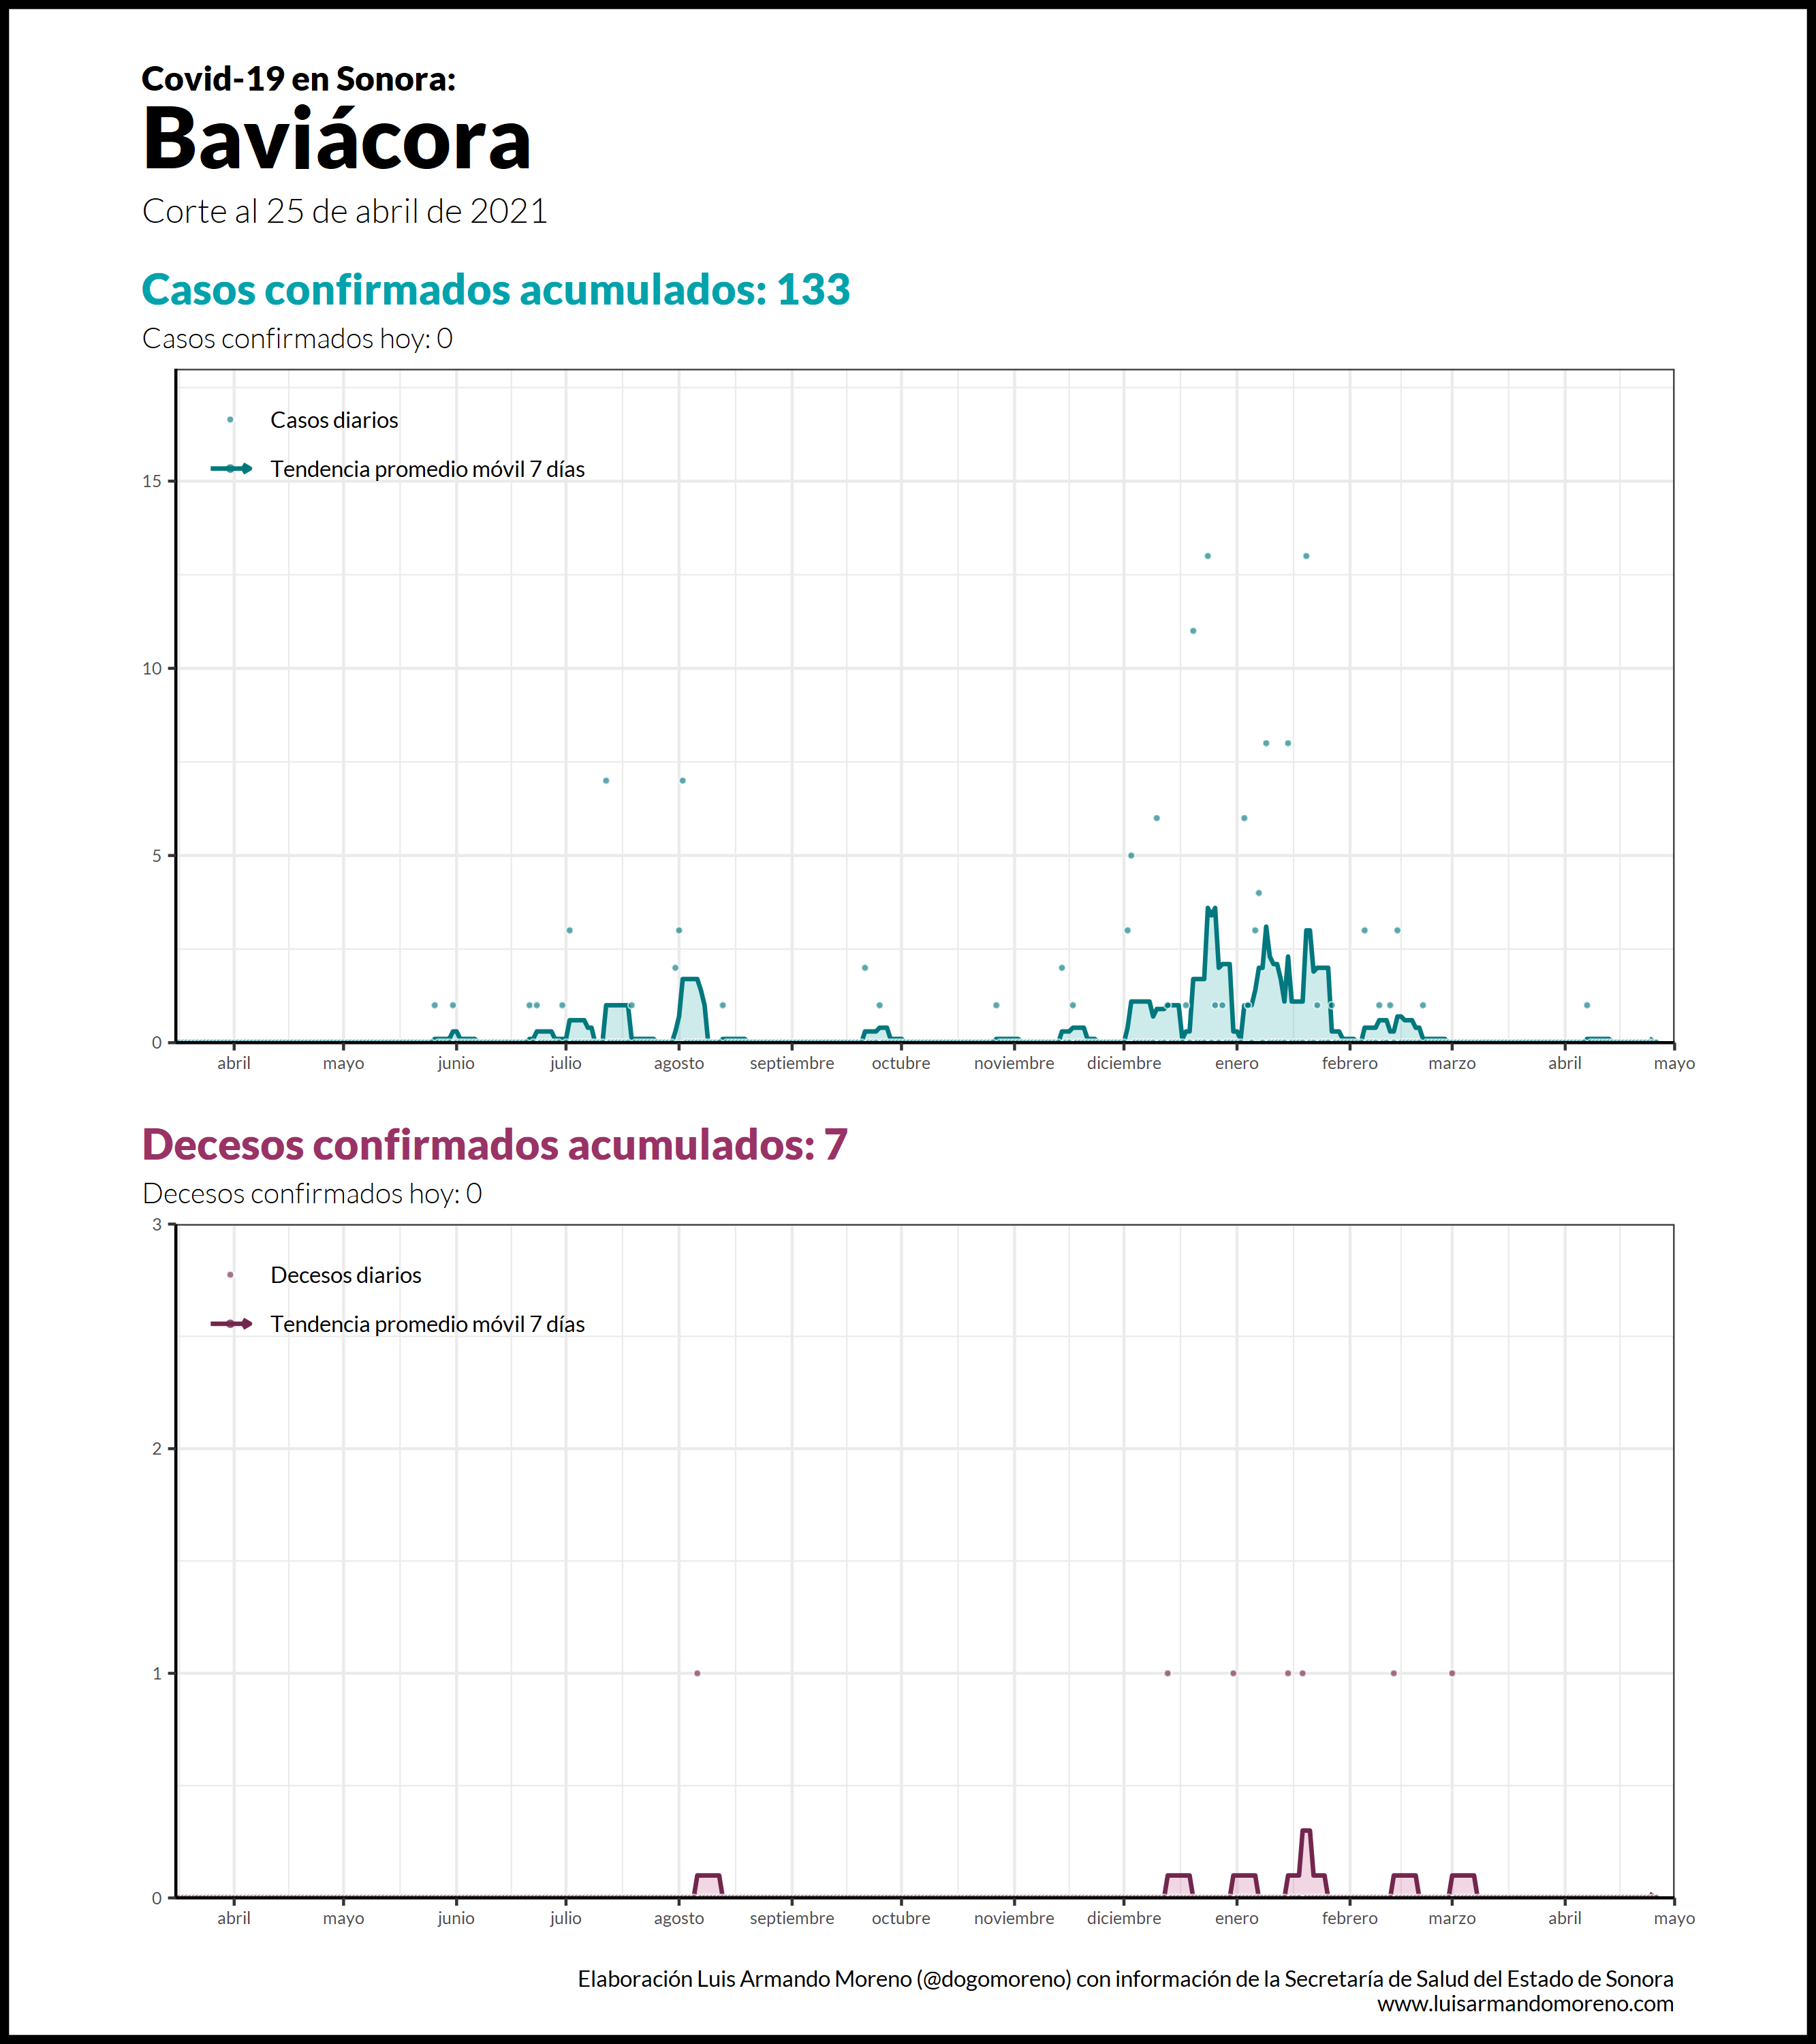 Covid-19 en Sonora:
Baviácora
Corte al 25 de abril de 2021
Casos confirmados acumulados: 133
Casos confirmados hoy: 0
Casos diarios
Tendencia promedio móvil 7 días
15
10
5
0
abril mayo junio julio agosto septiembre octubre noviembre diciembre enero febrero marzo abril mayo
Decesos confirmados acumulados: 7
Decesos confirmados hoy: 0
3
Decesos diarios
Tendencia promedio móvil 7 días
2
1
0
abril mayo junio julio agosto septiembre octubre noviembre diciembre enero febrero marzo abril mayo
Elaboración Luis Armando Moreno (@dogomoreno) con información de la Secretaría de Salud del Estado de Sonora
www.luisarmandomoreno.com